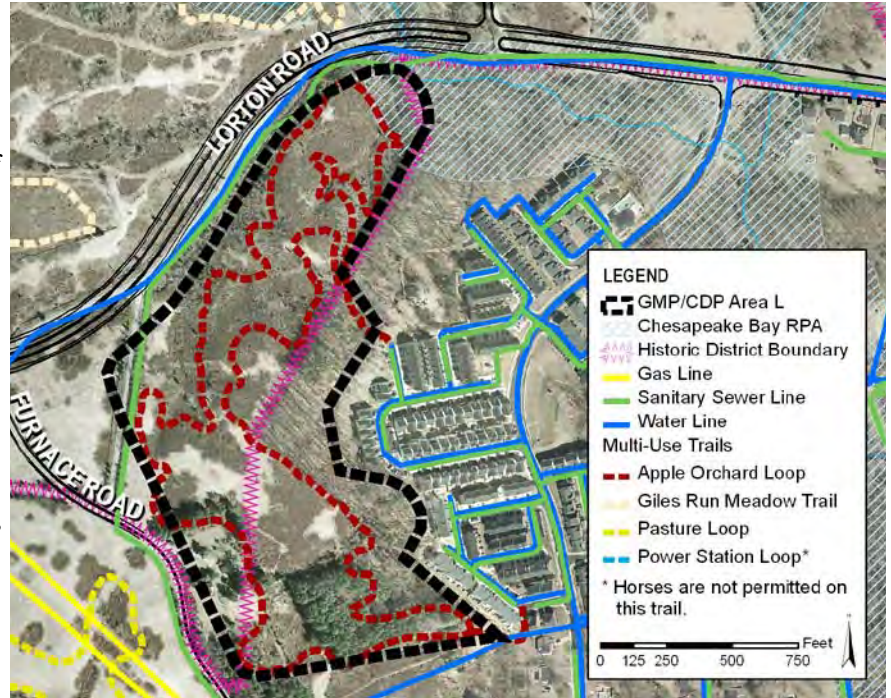 LORTON ROAD
FURNACE ROAD
LEGEND
GMP/CDP Area L
Chesapeake Bay RPA
Historic District Boundary
Gas Line
Sanitary Sewer Line
Water Line
Multi-Use Trails
Apple Orchard Loop
Giles Run Meadow Trail
Pasture Loop
Power Station Loop*
* Horses are not permitted on
this trail.
Feet
0 125 250 500 750